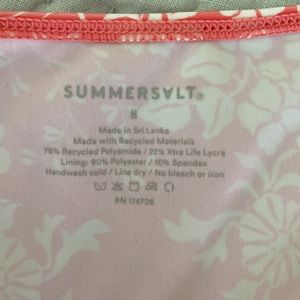 SUMMERSALT®
8
Made in Sri Lanka
Made with Recycled Materials
78% Recycled Polyamide / 22% Xtra Life Lycra
Lining: 90% Polyester / 10% Spandex
Handwash cold / Line dry / No bleach or iron
RN 174726